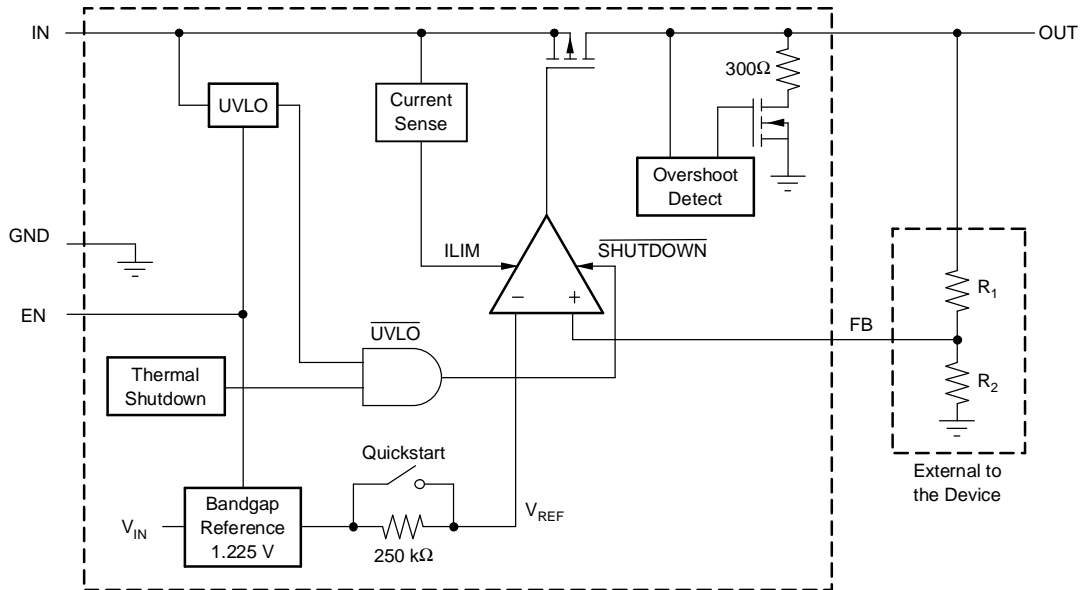 IN
OUT
300Ω
UVLO
Current
Sense
Overshoot
Detect
GND
ILIM
SHUTDOWN
R1
EN
− +
FB
UVLO
Thermal
Shutdown
R2
Quickstart
External to
the Device
VIN
Bandgap
Reference
1.225 V
VREF
250 kΩ